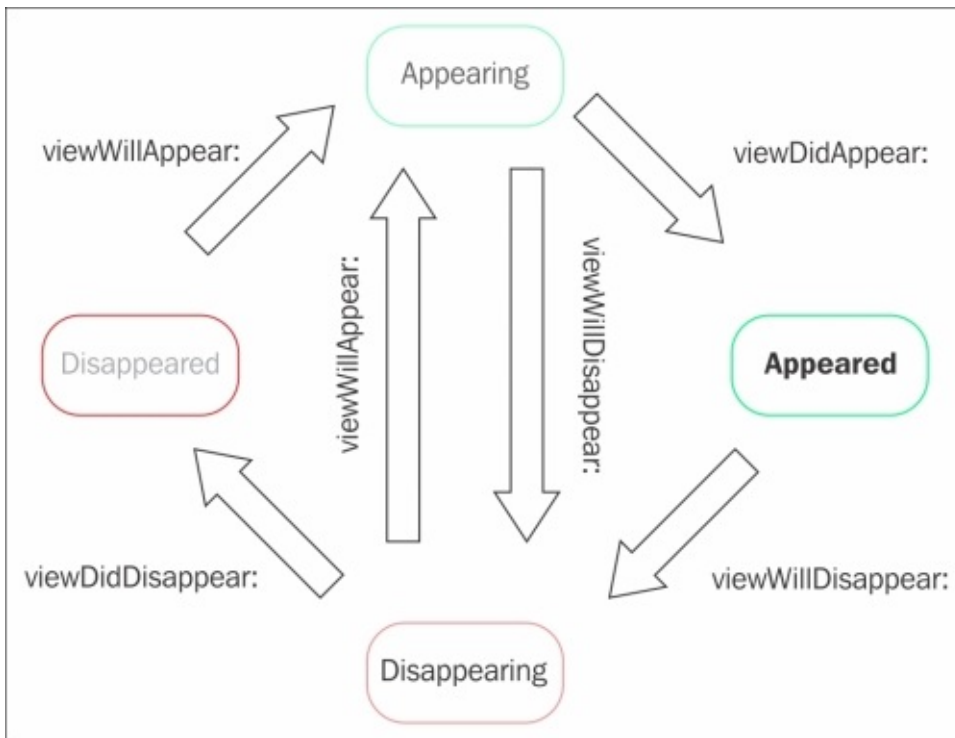 Appearing
viewWillAppear:
viewDidAppear:
viewWillAppear:
viewWillDisappear:
Disappeared
Appeared
viewDidDisappear:
viewWillDisappear:
Disappearing